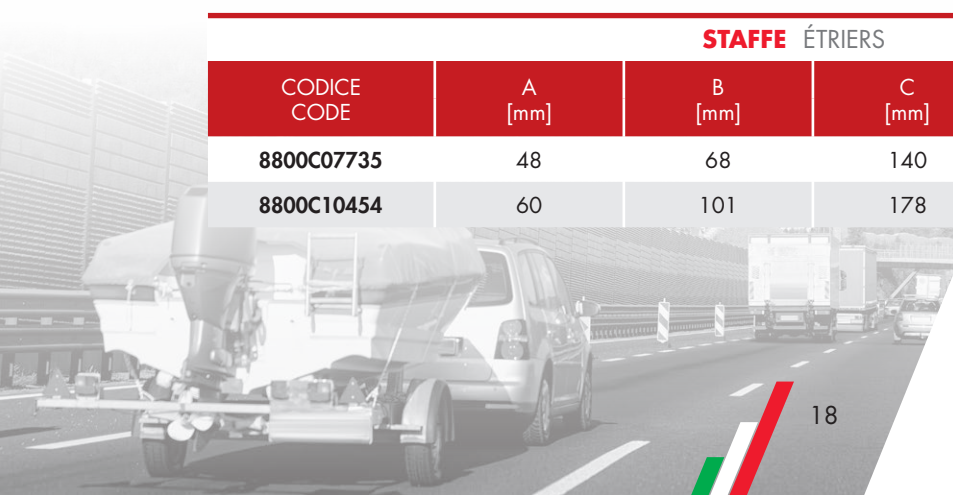 STAFFE ÉTRIERS
CODICE CODE A [mm] B [mm] C [mm]
8800C07735 48 68 140
8800C10454 60 101 178
18